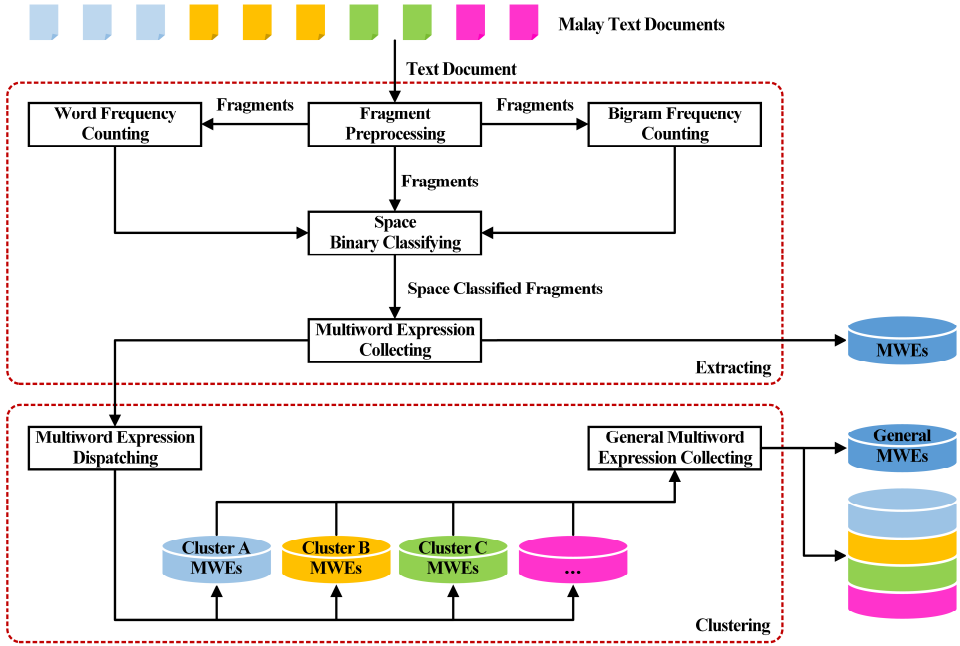 Malay Text Documents
Text Document
Word Frequency
Counting
Fragments
Fragment
Preprocessing
Fragments
Bigram Frequency
Counting
Fragments
Space
Binary Classifying
Space Classified Fragments
Multiword Expression
Collecting
MWEs
Extracting
Multiword Expression
Dispatching
General Multiword
Expression Collecting
General
MWEs
Cluster A
MWEs
Cluster B
MWEs
Cluster C
MWEs
...
Clustering